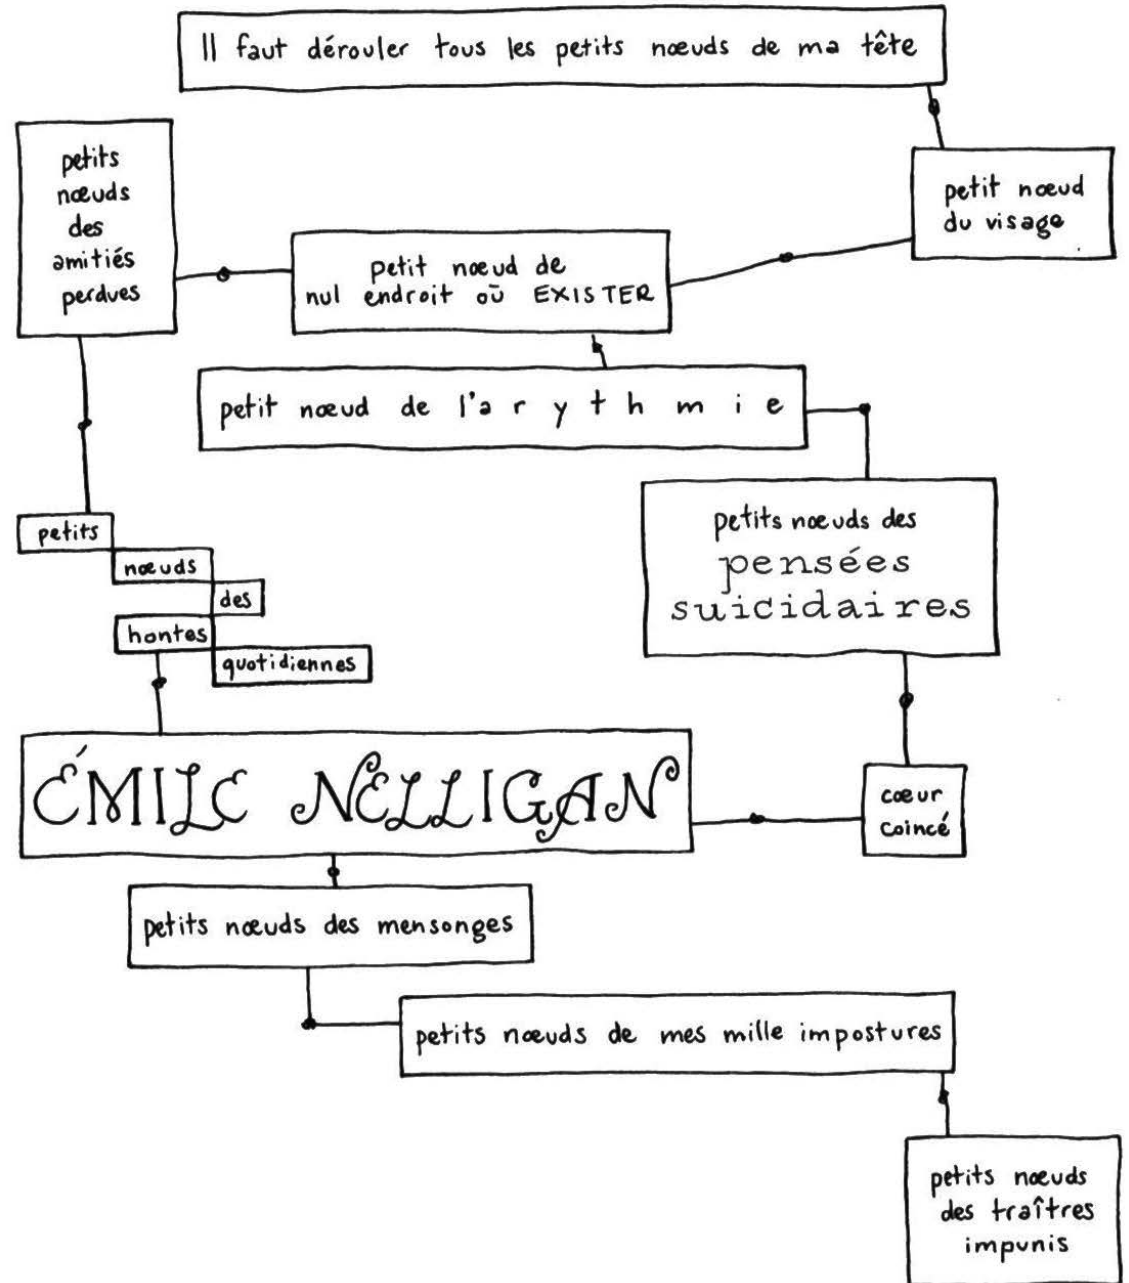 Il faut dérouler tous les petits nœuds de ma tête
petit nœud
du visage
petits
nœuds
des
amitiés
perdues
petit nœud de
nul endroit où EXISTER
petit nœud de l'arythmie
petits nœuds des
pensées
suicidaires
petits
nœuds
des
hontes
quotidiennes
ÉMILE NELLIGAN
cœur
coincé
petits nœuds des mensonges
petits nœuds de mes mille impostures
petits nœuds
des traîtres
impunis